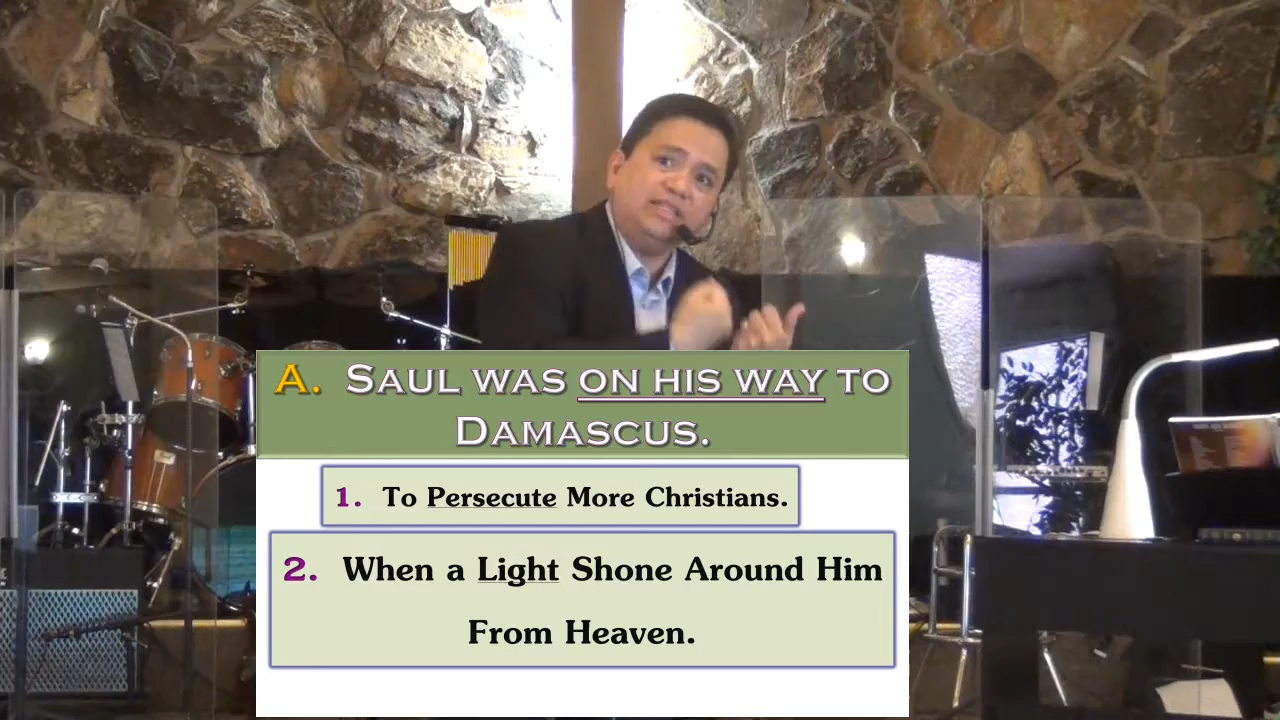 A. SAUL WAS ON HIS WAY TO
DAMASCUS.
1. To Persecute More Christians.
2. When a Light Shone Around Him
From Heaven.